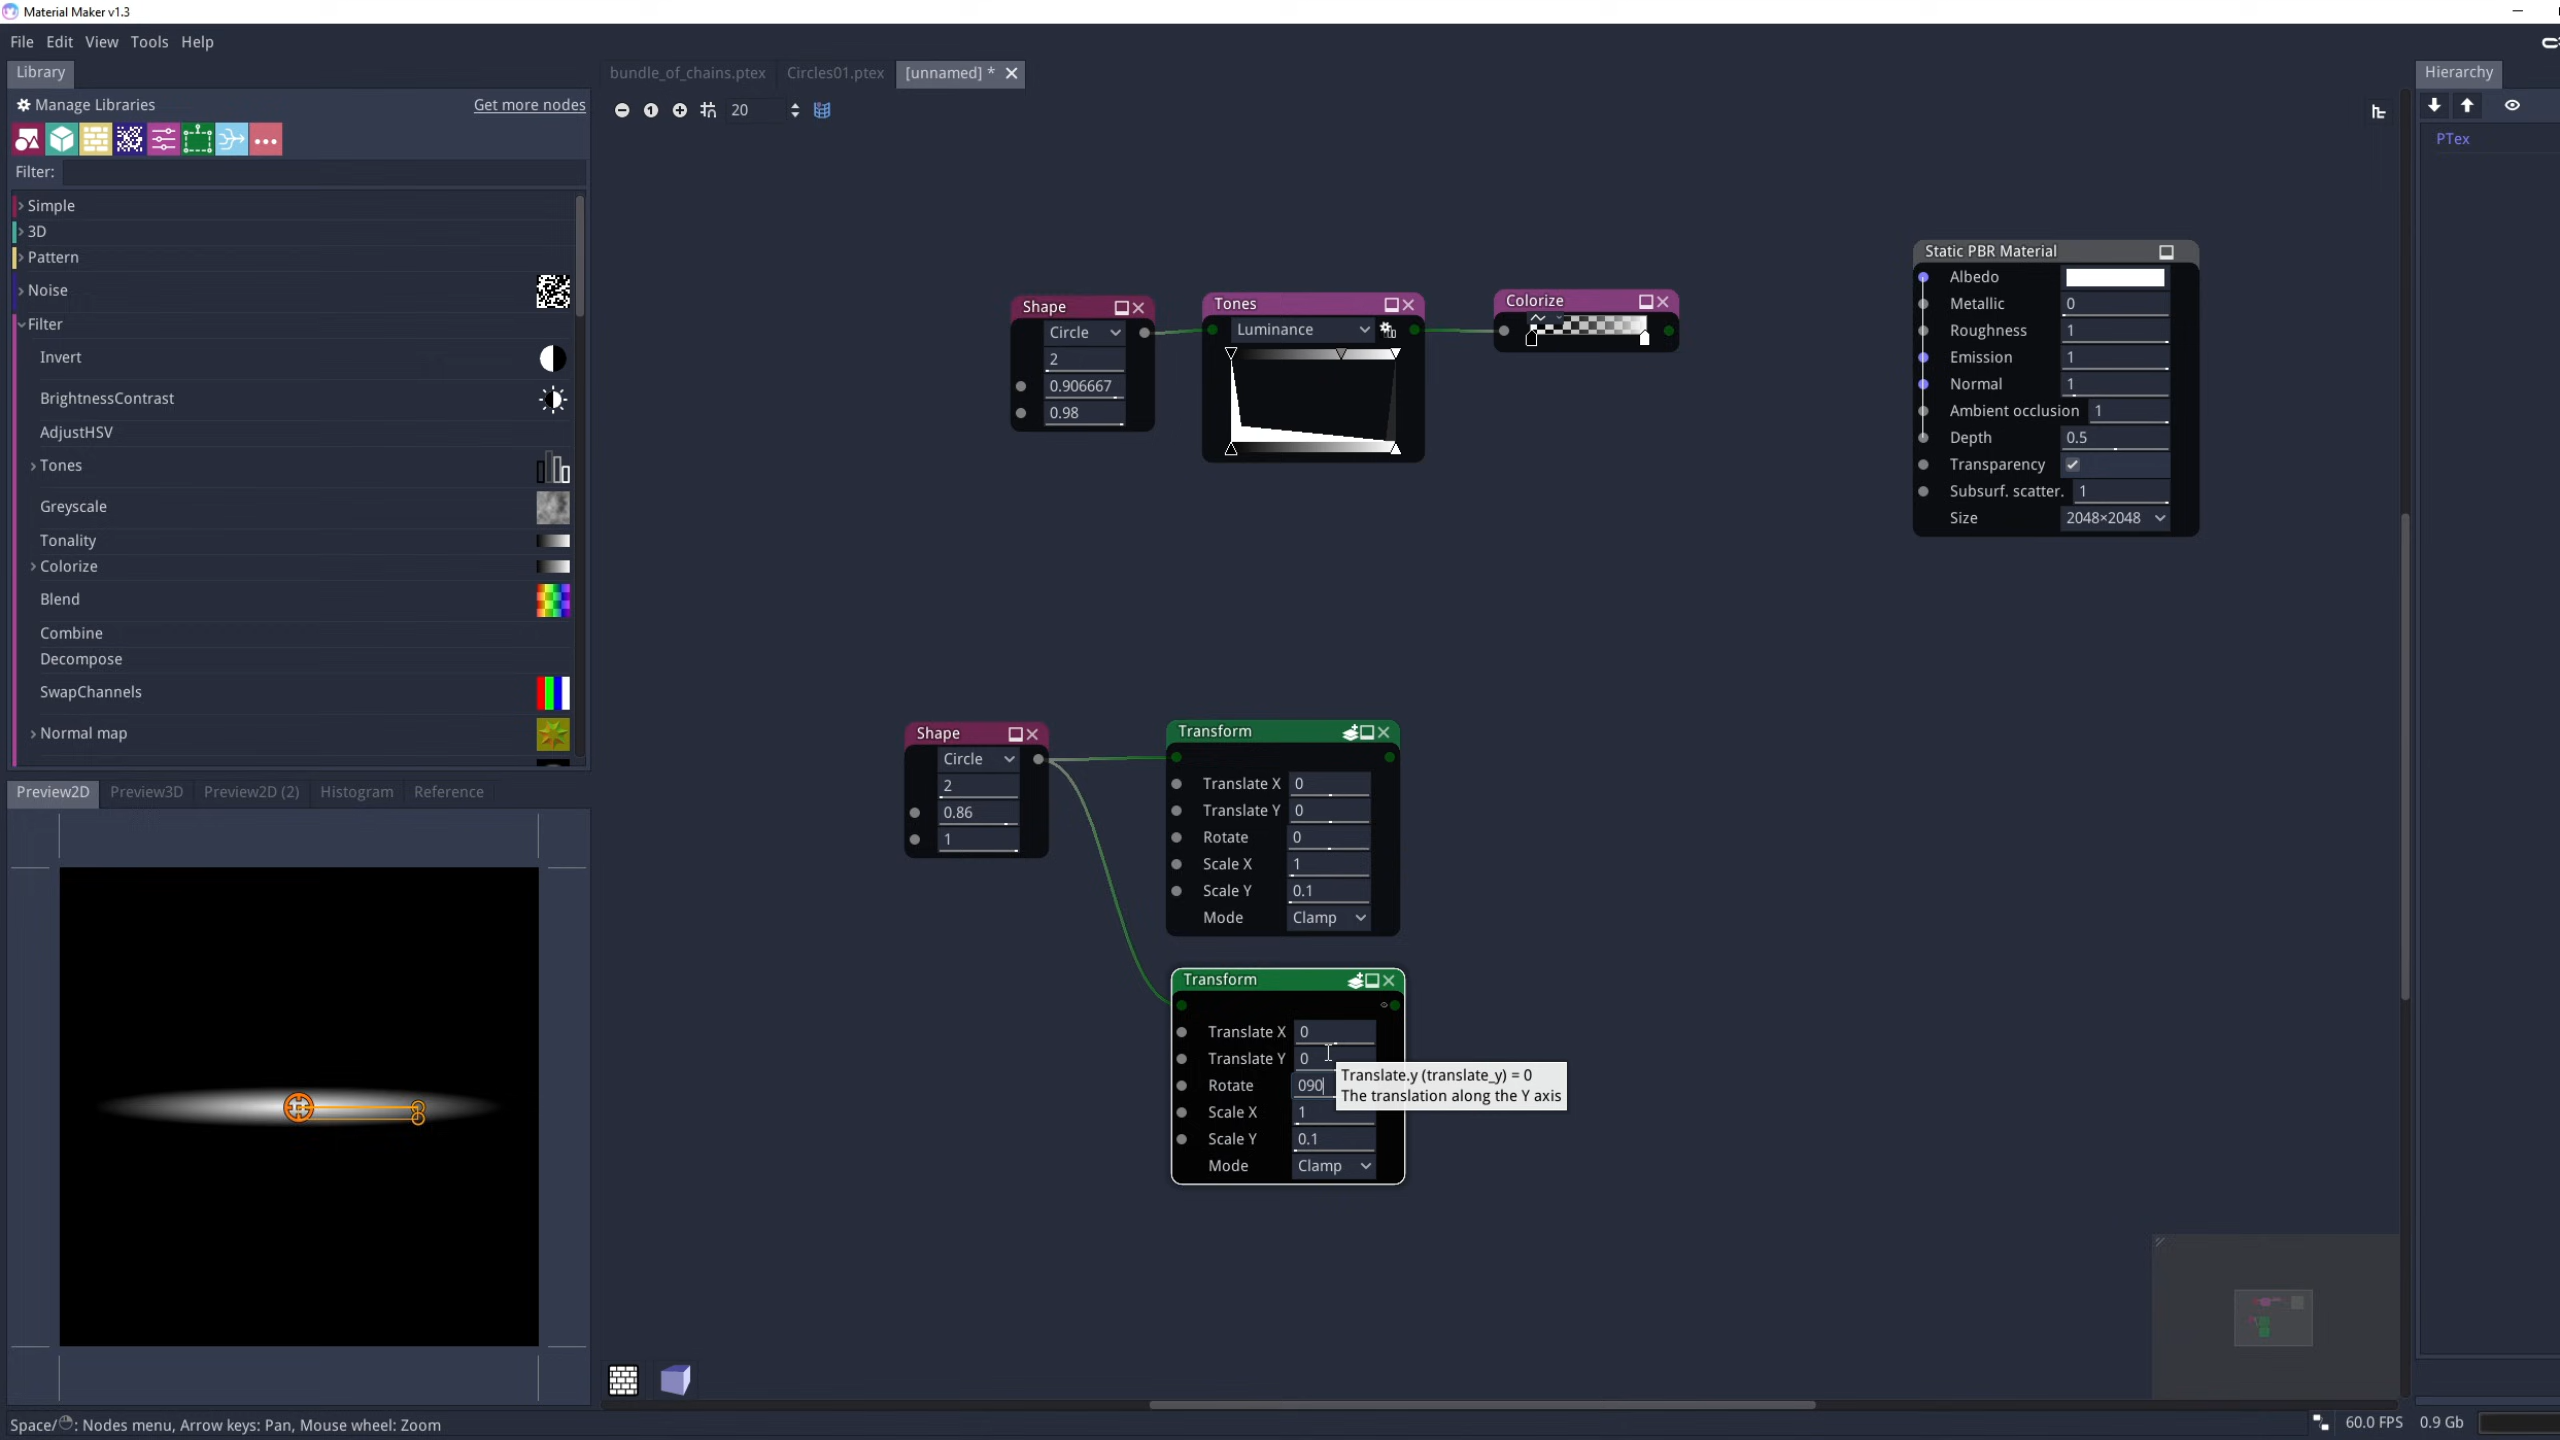 Material Maker v1.3
File Edit View Tools Help
Library
Manage Libraries
Get more nodes
Filter:
Simple
3D
Pattern
Noise
Filter
Invert
BrightnessContrast
AdjustHSV
Tones
Greyscale
Tonality
Colorize
Blend
Combine
Decompose
SwapChannels
Normal map
Preview2D Preview3D Preview2D (2) Histogram Reference
bundle_of_chains.ptex Circles01.ptex [unnamed] *
1 20
Shape
Circle
2
0.906667
0.98
Tones
Luminance
Colorize
Static PBR Material
Albedo
Metallic 0
Roughness 1
Emission 1
Normal 1
Ambient occlusion 1
Depth 0.5
Transparency
Subsurf. scatter. 1
Size 2048×2048
Shape
Circle
2
0.86
1
Transform
Translate X 0
Translate Y 0
Rotate 0
Scale X 1
Scale Y 0.1
Mode Clamp
Transform
Translate X 0
Translate Y 0
Rotate 090
Scale X 1
Scale Y 0.1
Mode Clamp
Translate.y (translate_y) = 0
The translation along the Y axis
Hierarchy
PTex
Space/ : Nodes menu, Arrow keys: Pan, Mouse wheel: Zoom
60.0 FPS 0.9 Gb